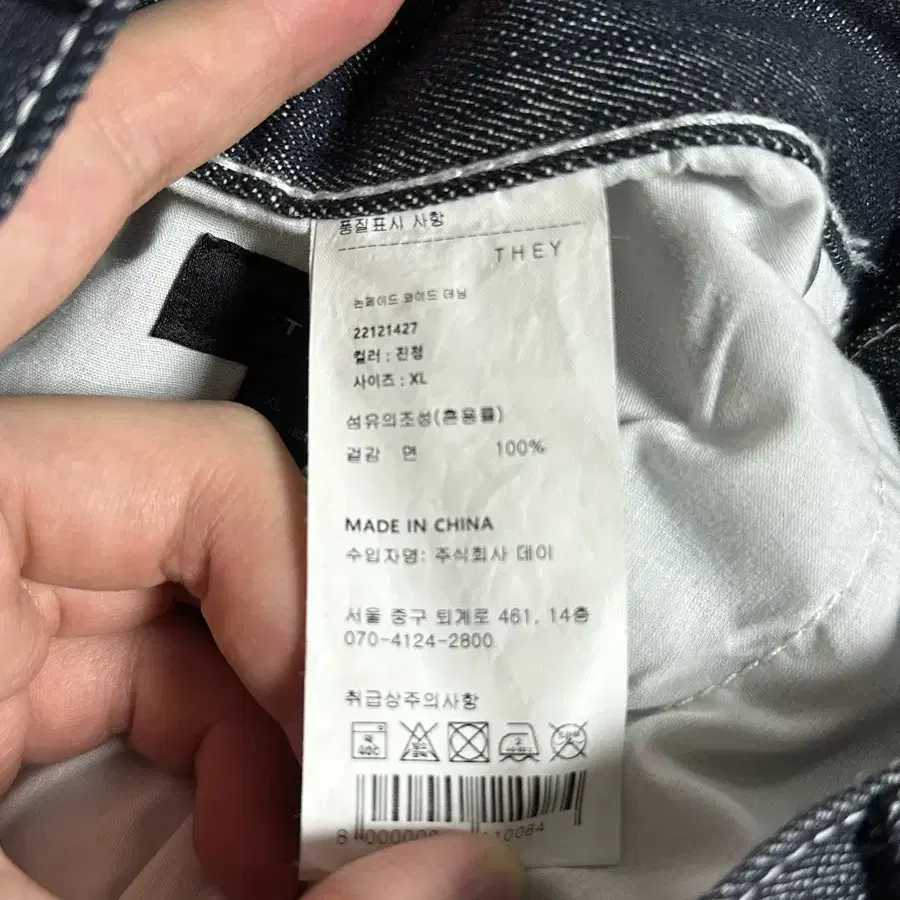 품질표시 사항
THEY
논페이드 와이드 데님
22121427
컬러 : 진청
사이즈 : XL
섬유의조성(혼용률)
겉감 면 100%
MADE IN CHINA
수입자명: 주식회사 데이
서울 중구 퇴계로 461, 14층
070-4124-2800
취급상주의사항
40C
T
XL